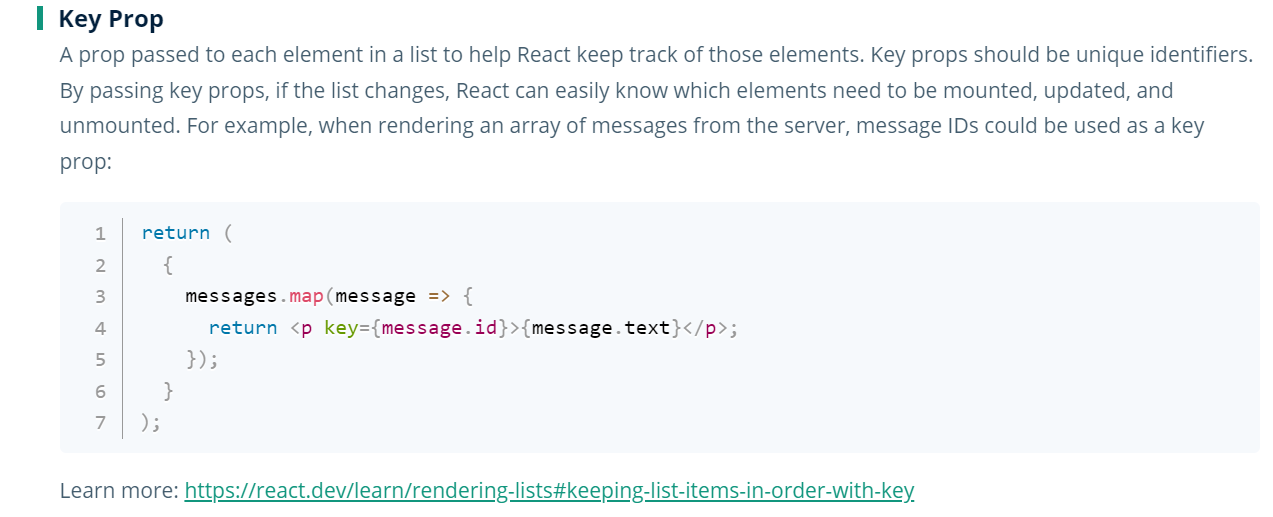 Key Prop
A prop passed to each element in a list to help React keep track of those elements. Key props should be unique identifiers.
By passing key props, if the list changes, React can easily know which elements need to be mounted, updated, and
unmounted. For example, when rendering an array of messages from the server, message IDs could be used as a key
prop:
1 return (
2   {
3     messages.map(message => {
4       return <p key={message.id}>{message.text}</p>;
5     });
6   }
7 );
Learn more: https://react.dev/learn/rendering-lists#keeping-list-items-in-order-with-key